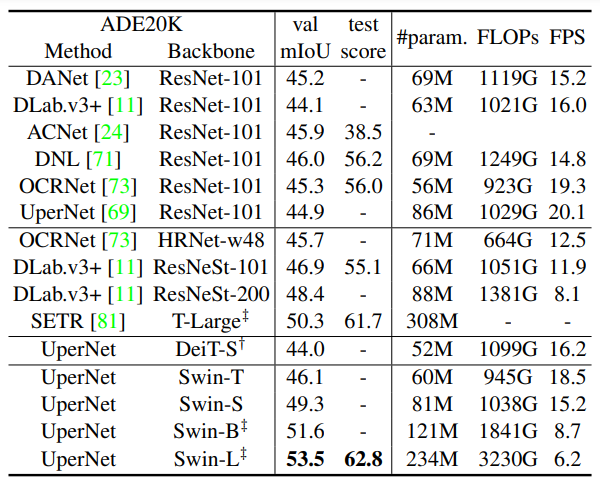 ADE20K val test #param. FLOPs FPS
Method Backbone mIoU score
DANet [23] ResNet-101 45.2 - 69M 1119G 15.2
DLab.v3+ [11] ResNet-101 44.1 - 63M 1021G 16.0
ACNet [24] ResNet-101 45.9 38.5 -
DNL [71] ResNet-101 46.0 56.2 69M 1249G 14.8
OCRNet [73] ResNet-101 45.3 56.0 56M 923G 19.3
UperNet [69] ResNet-101 44.9 - 86M 1029G 20.1
OCRNet [73] HRNet-w48 45.7 - 71M 664G 12.5
DLab.v3+ [11] ResNeSt-101 46.9 55.1 66M 1051G 11.9
DLab.v3+ [11] ResNeSt-200 48.4 - 88M 1381G 8.1
SETR [81] T-Large‡ 50.3 61.7 308M - -
UperNet DeiT-S† 44.0 - 52M 1099G 16.2
UperNet Swin-T 46.1 - 60M 945G 18.5
UperNet Swin-S 49.3 - 81M 1038G 15.2
UperNet Swin-B‡ 51.6 - 121M 1841G 8.7
UperNet Swin-L‡ 53.5 62.8 234M 3230G 6.2